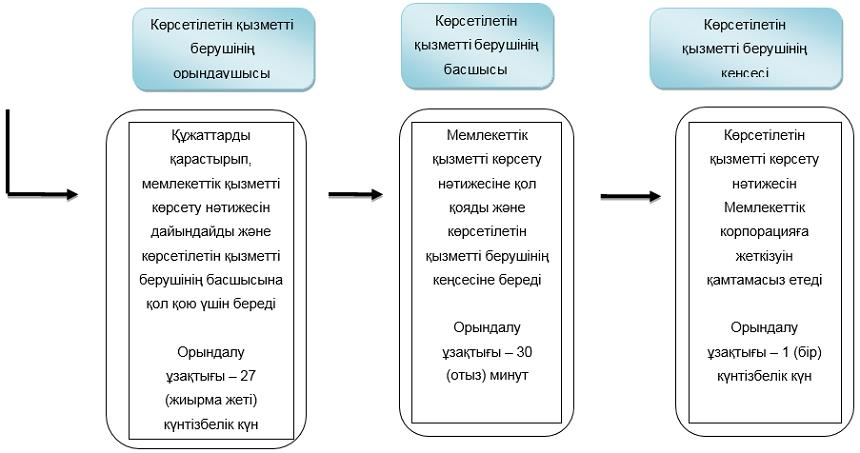 Көрсетілетін қызметті
берушінің
орындаушысы
Көрсетілетін
қызметті берушінің
басшысы
Көрсетілетін
қызметті берушінің
кеңсесі
Құжаттарды
қарастырып,
мемлекеттік қызметті
көрсету нәтижесін
дайындайды және
көрсетілетін қызметті
берушінің басшысына
қол қою үшін береді
Орындалу
ұзақтығы – 27
(жиырма жеті)
күнтізбелік күн
Мемлекеттік
қызметті көрсету
нәтижесіне қол
қояды және
көрсетілетін
қызметті берушінің
кеңсесіне береді
Орындалу
ұзақтығы – 30
(отыз) минут
Көрсетілетін
қызметті көрсету
нәтижесін
Мемлекеттік
корпорацияға
жеткізуін
қамтамасыз етеді
Орындалу
ұзақтығы – 1 (бір)
күнтізбелік күн